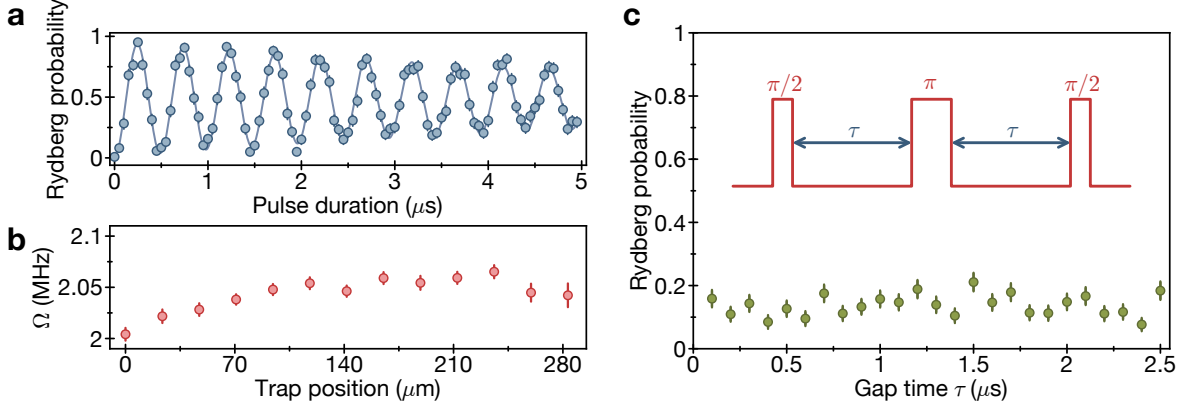 a
Rydberg probability
1
0.5
0
0 1 2 3 4 5
Pulse duration (μs)
b
Ω (MHz)
2.1
2.05
2
0 70 140 210 280
Trap position (μm)
c
Rydberg probability
1
0.8
0.6
0.4
0.2
0
π/2 π π/2
τ τ
0 0.5 1 1.5 2 2.5
Gap time τ (μs)